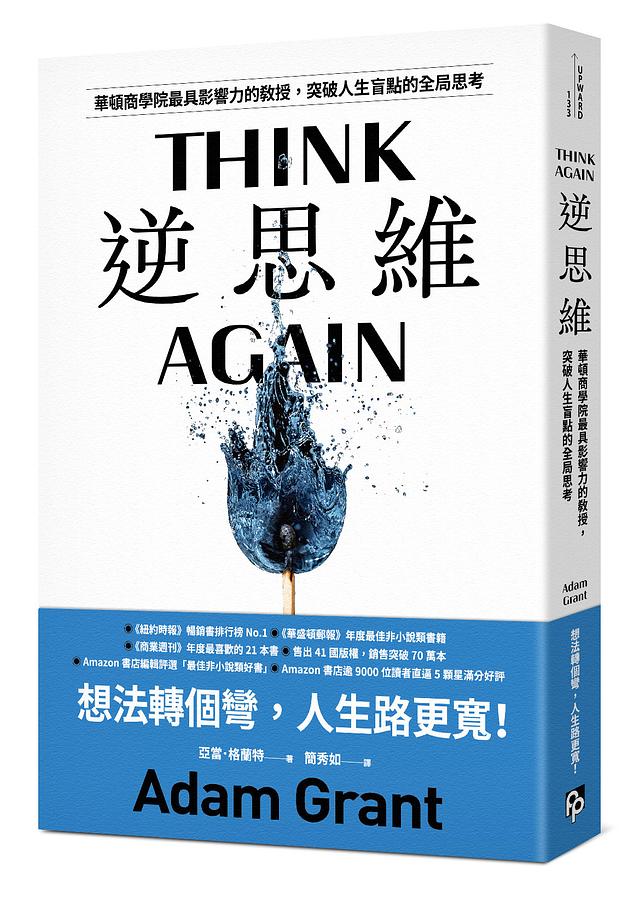 華頓商學院最具影響力的教授，突破人生盲點的全局思考
THINK
逆思維
AGAIN
●《紐約時報》暢銷書排行榜 No.1 ●《華盛頓郵報》年度最佳非小說類書籍
●《商業週刊》年度最喜歡的 21 本書 ● 售出 41 國版權，銷售突破 70 萬本
● Amazon 書店編輯評選「最佳非小說類好書」● Amazon 書店逾 9000 位讀者直逼 5 顆星滿分好評
想法轉個彎，人生路更寬！
亞當·格蘭特——著 簡秀如——譯
Adam Grant
UPWARD
133
THINK
AGAIN
逆思維
華頓商學院最具影響力的教授，
突破人生盲點的全局思考
Adam
Grant
想法轉個彎，人生路更寬！